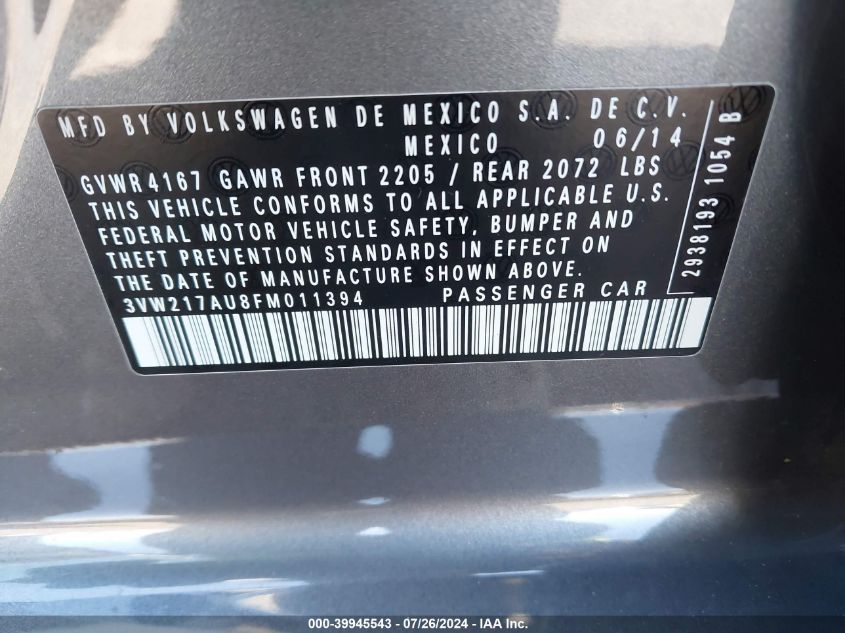 MFD BY VOLKSWAGEN DE MEXICO S.A. DE C.V.
MEXICO 06/14
GVWR 4167 GAWR FRONT 2205 / REAR 2072 LBS
THIS VEHICLE CONFORMS TO ALL APPLICABLE U.S.
FEDERAL MOTOR VEHICLE SAFETY, BUMPER AND
THEFT PREVENTION STANDARDS IN EFFECT ON
THE DATE OF MANUFACTURE SHOWN ABOVE.
3VW217AU8FM011394 PASSENGER CAR
2938193 1054 B
000-39945543 / 07/26/2024 - IAA Inc.